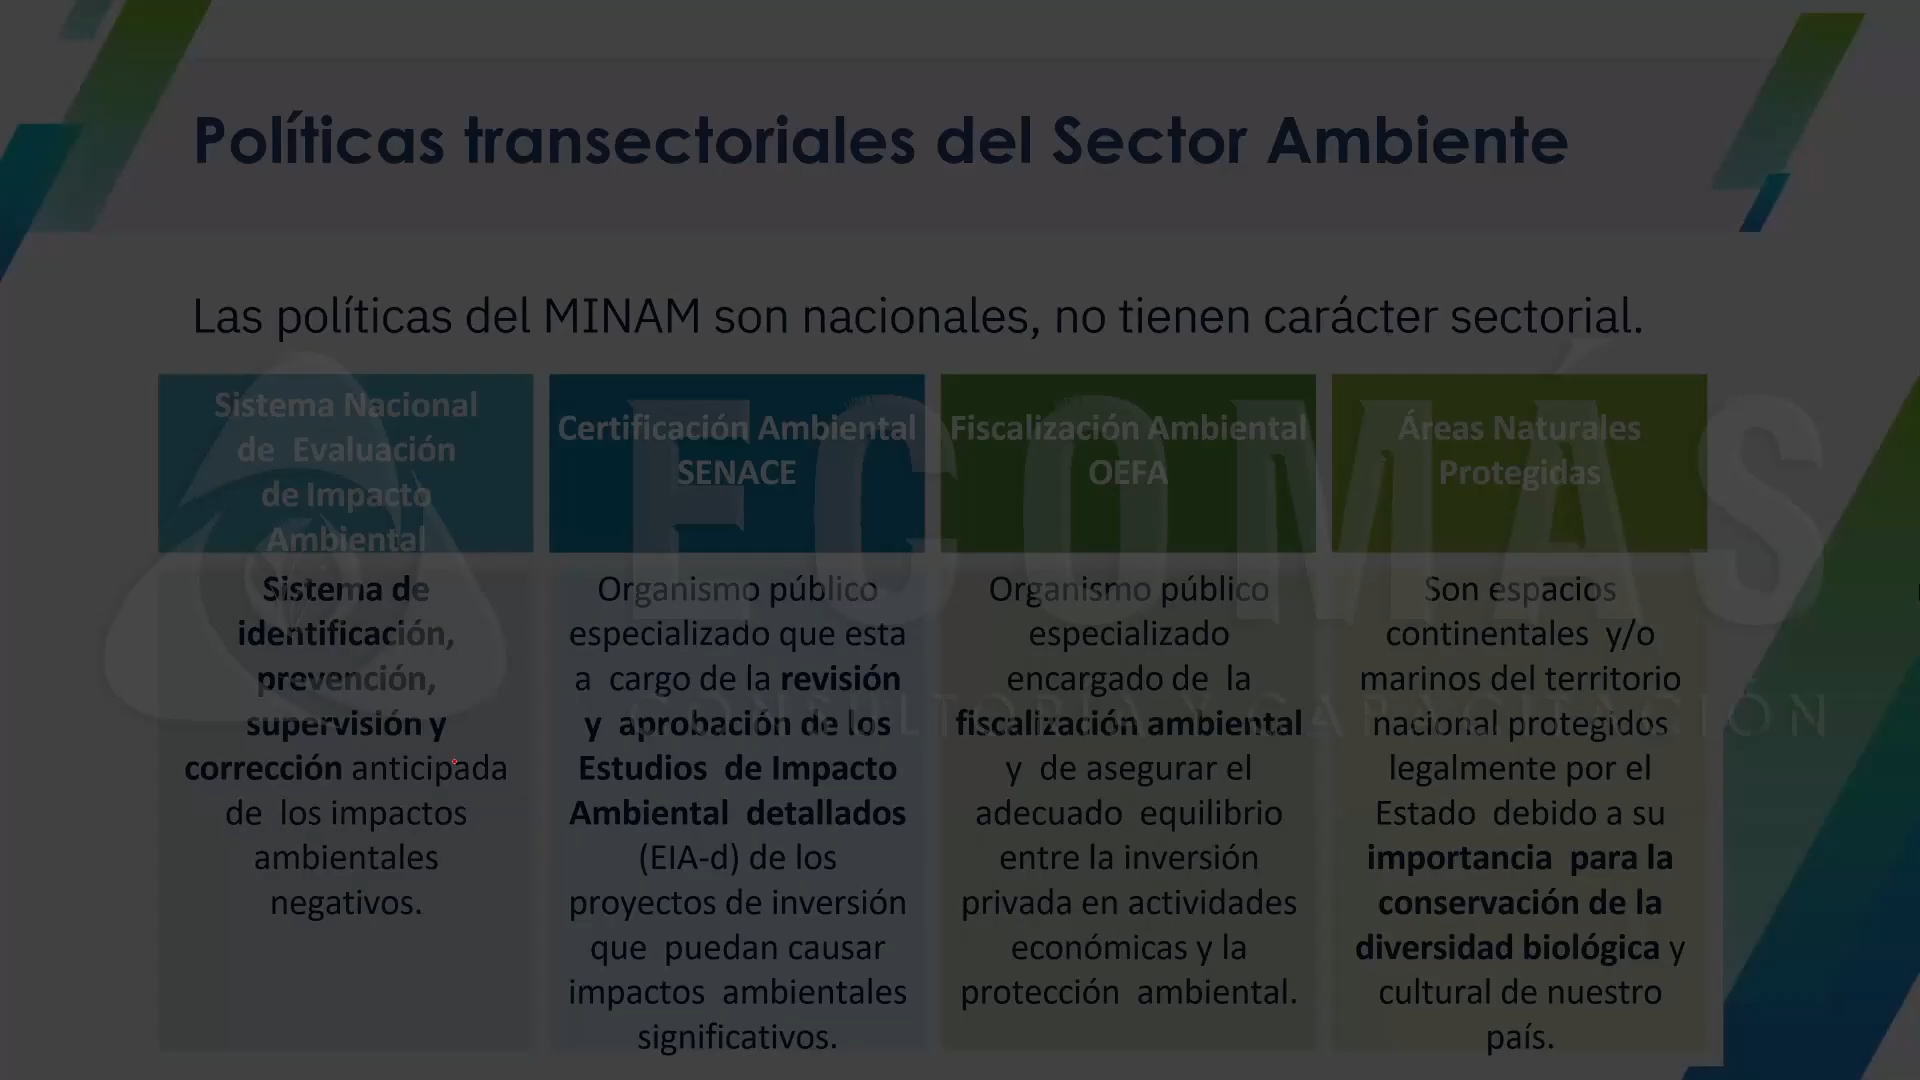 Políticas transectoriales del Sector Ambiente
Las políticas del MINAM son nacionales, no tienen carácter sectorial.
Sistema Nacional
de Evaluación
de Impacto
Ambiental
Sistema de
identificación,
prevención,
supervisión y
corrección anticipada
de los impactos
ambientales
negativos.
Certificación Ambiental
SENACE
Organismo público
especializado que esta
a cargo de la revisión
y aprobación de los
Estudios de Impacto
Ambiental detallados
(EIA-d) de los
proyectos de inversión
que puedan causar
impactos ambientales
significativos.
Fiscalización Ambiental
OEFA
Organismo público
especializado
encargado de la
fiscalización ambiental
y de asegurar el
adecuado equilibrio
entre la inversión
privada en actividades
económicas y la
protección ambiental.
Áreas Naturales
Protegidas
Son espacios
continentales y/o
marinos del territorio
nacional protegidos
legalmente por el
Estado debido a su
importancia para la
conservación de la
diversidad biológica y
cultural de nuestro
país.
ECOMÁS
CONSULTORÍA Y CAPACITACIÓN